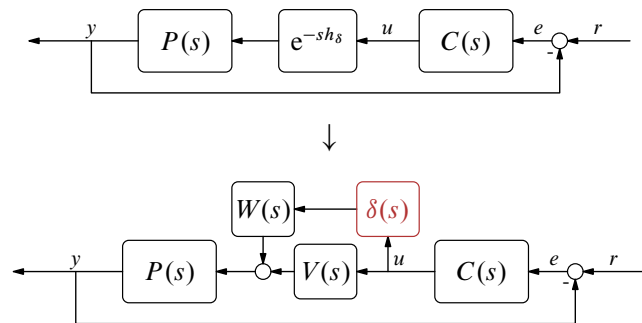 y P(s) e^{-sh_δ} u C(s) e - r
↓
W(s) δ(s)
y P(s) V(s) u C(s) e - r